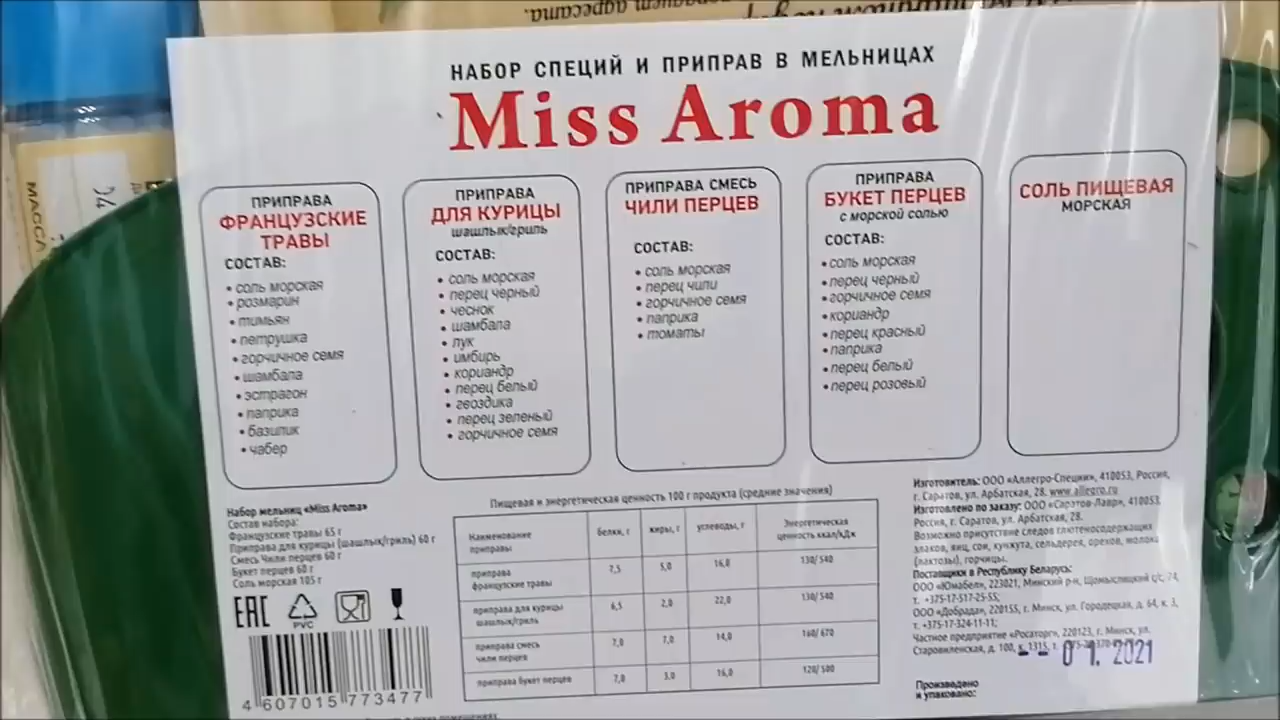 НАБОР СПЕЦИЙ И ПРИПРАВ В МЕЛЬНИЦАХ
Miss Aroma
ПРИПРАВА
ФРАНЦУЗСКИЕ
ТРАВЫ
СОСТАВ:
• соль морская
• розмарин
• тимьян
• петрушка
• горчичное семя
• шамбала
• эстрагон
• паприка
• базилик
• чабер
ПРИПРАВА
ДЛЯ КУРИЦЫ
шашлык/гриль
СОСТАВ:
• соль морская
• перец черный
• чеснок
• шамбала
• лук
• имбирь
• кориандр
• перец белый
• гвоздика
• перец зеленый
• горчичное семя
ПРИПРАВА СМЕСЬ
ЧИЛИ ПЕРЦЕВ
СОСТАВ:
• соль морская
• перец чили
• горчичное семя
• паприка
• томаты
ПРИПРАВА
БУКЕТ ПЕРЦЕВ
с морской солью
СОСТАВ:
• соль морская
• перец черный
• горчичное семя
• кориандр
• перец красный
• паприка
• перец белый
• перец розовый
СОЛЬ ПИЩЕВАЯ
МОРСКАЯ
Набор мельниц «Miss Aroma»
Состав набора:
Французские травы 65 г
Приправа для курицы (шашлык/гриль) 60 г
Смесь Чили перцев 60 г
Букет перцев 60 г
Соль морская 105 г
EAC
PVC
4 607015 773477
Пищевая и энергетическая ценность 100 г продукта (средние значения)
Наименование приправы белки, г жиры, г углеводы, г Энергетическая ценность ккал/кДж
приправа французские травы 7,5 5,0 16,0 130/540
приправа для курицы шашлык/гриль 6,5 2,0 22,0 130/540
приправа смесь чили перцев 7,0 7,0 14,0 160/670
приправа букет перцев 7,0 3,0 16,0 120/500
Изготовитель: ООО «Аллегро-Специи», 410053, Россия,
г. Саратов, ул. Арбатская, 28. www.allegro.ru
Изготовлено по заказу: ООО «Саратов-Лавр», 410053,
Россия, г. Саратов, ул. Арбатская, 28.
Возможно присутствие следов глютеносодержащих
злаков, яиц, сои, кунжута, сельдерея, орехов, молока
(лактозы), горчицы.
Поставщики в Республику Беларусь:
ООО «Юмабел», 223021, Минский р-н, Щомыслицкий с/с, 74,
т. +375-17-517-25-55;
ООО «Добрада», 220155, г. Минск, ул. Городецкая, д. 64, к. 3,
т. +375-17-324-11-11;
Частное предприятие «Росаторг», 220123, г. Минск, ул.
Старовиленская, д. 100, к. 1315, т.
-- 01. 2021
Произведено
и упаковано:
МАССА
адресата.